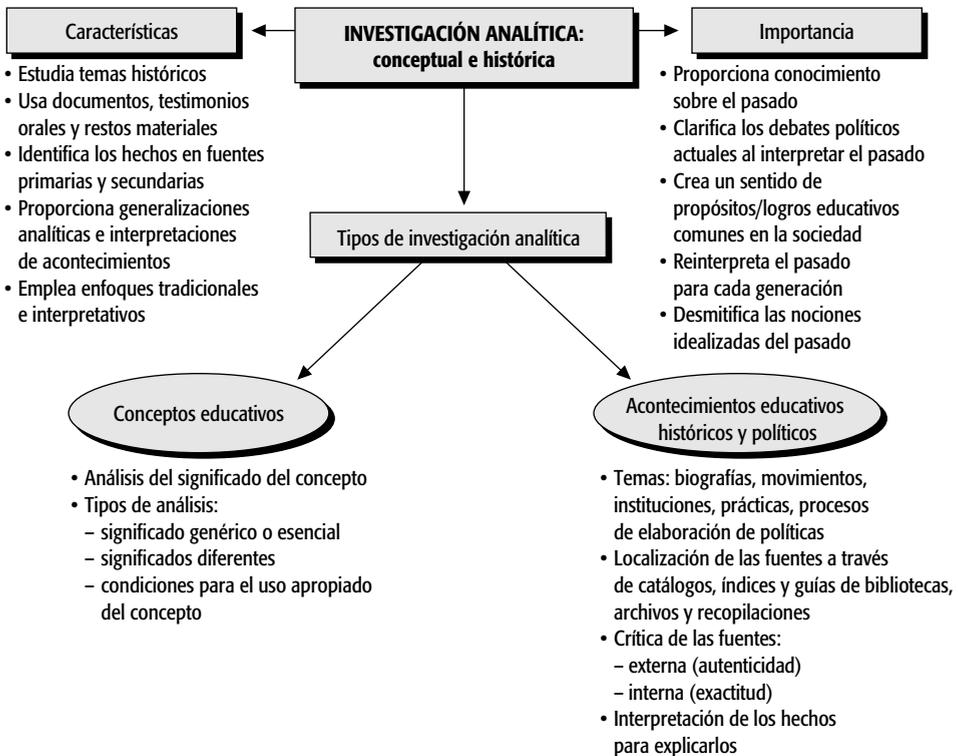 Características
INVESTIGACIÓN ANALÍTICA:
conceptual e histórica
Importancia
• Estudia temas históricos
• Usa documentos, testimonios
orales y restos materiales
• Identifica los hechos en fuentes
primarias y secundarias
• Proporciona generalizaciones
analíticas e interpretaciones
de acontecimientos
• Emplea enfoques tradicionales
e interpretativos
• Proporciona conocimiento
sobre el pasado
• Clarifica los debates políticos
actuales al interpretar el pasado
• Crea un sentido de
propósitos/logros educativos
comunes en la sociedad
• Reinterpreta el pasado
para cada generación
• Desmitifica las nociones
idealizadas del pasado
Tipos de investigación analítica
Conceptos educativos
• Análisis del significado del concepto
• Tipos de análisis:
– significado genérico o esencial
– significados diferentes
– condiciones para el uso apropiado
del concepto
Acontecimientos educativos
históricos y políticos
• Temas: biografías, movimientos,
instituciones, prácticas, procesos
de elaboración de políticas
• Localización de las fuentes a través
de catálogos, índices y guías de bibliotecas,
archivos y recopilaciones
• Crítica de las fuentes:
– externa (autenticidad)
– interna (exactitud)
• Interpretación de los hechos
para explicarlos